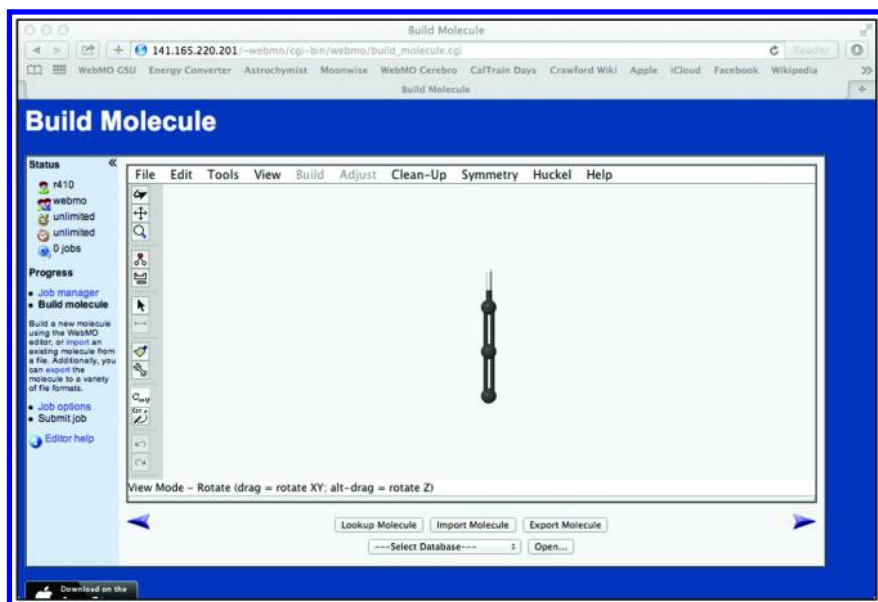 Build Molecule
141.165.220.201/~webmo/cgi-bin/webmo/build_molecule.cgi
Reader
WebMO GSU Energy Converter Astrochymist Moonwise WebMO Cerebro CalTrain Days Crawford Wiki Apple iCloud Facebook Wikipedia
Build Molecule
Build Molecule
Status
r410
webmo
unlimited
unlimited
0 jobs
Progress
Job manager
Build molecule
Build a new molecule
using the WebMO
editor, or import an
existing molecule from
a file. Additionally, you
can export the
molecule to a variety
of file formats.
Job options
Submit job
Editor help
File Edit Tools View Build Adjust Clean-Up Symmetry Huckel Help
View Mode - Rotate (drag = rotate XY; alt-drag = rotate Z)
Lookup Molecule Import Molecule Export Molecule
---Select Database--- Open...
Download on the